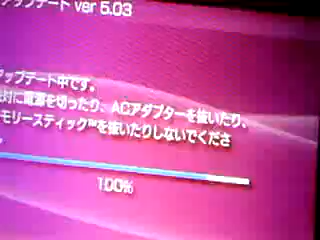 アップデート ver 5.03
アップデート中です。
対に電源を切ったり、ACアダプターを抜いたり、
モリースティック™を抜いたりしないでくださ
。
100%